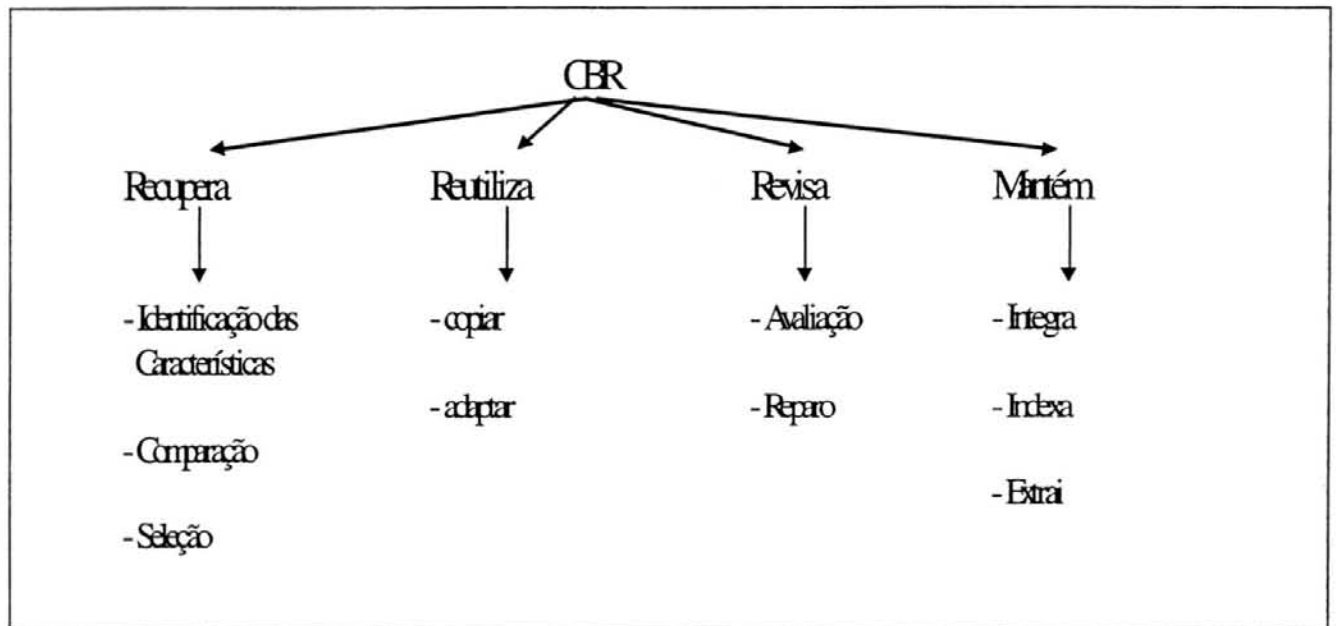 CBR
Recupera
Reutiliza
Revisa
Mantém
- Identificação das
Características
- Comparação
- Seleção
- copiar
- adaptar
- Avaliação
- Reparo
- Integra
- Indexa
- Extrai